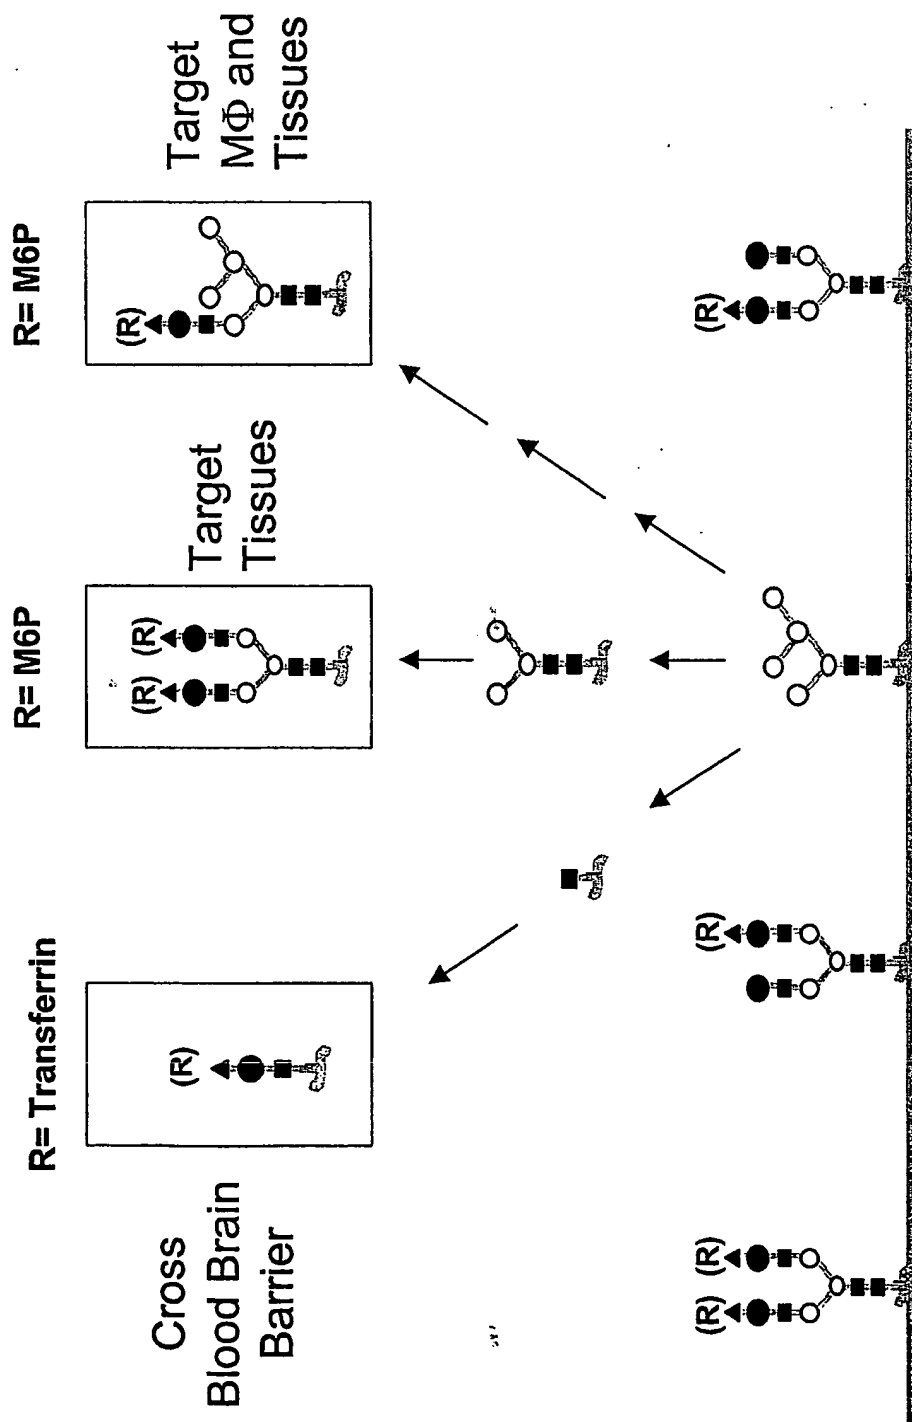 R= Transferrin
R= M6P
R= M6P
Cross
Blood Brain
Barrier
(R)
(R) (R)
Target
Tissues
(R)
Target
MΦ and
Tissues
(R) (R)
(R)
(R)